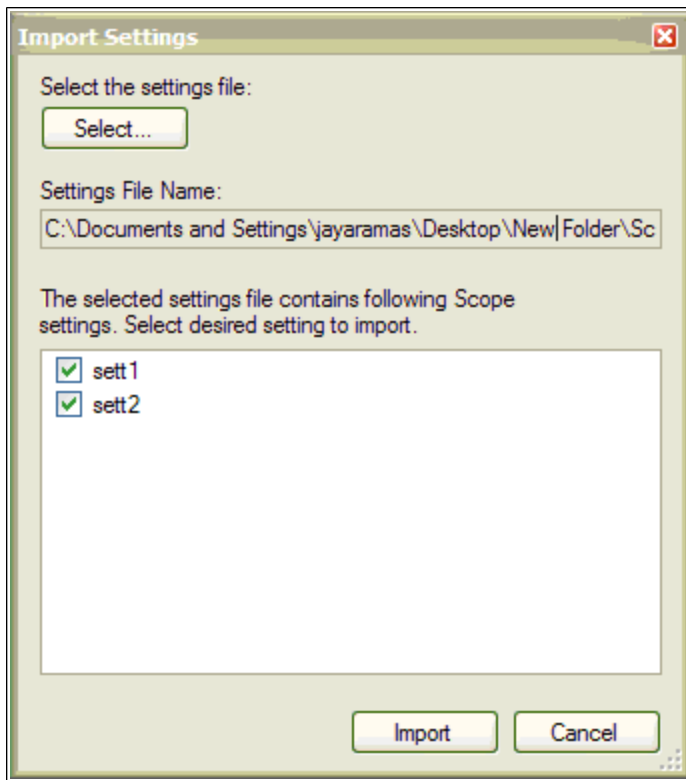 Import Settings
Select the settings file:
Select...
Settings File Name:
C:\Documents and Settings\jayaramas\Desktop\New Folder\Sc
The selected settings file contains following Scope
settings. Select desired setting to import.
sett1
sett2
Import
Cancel